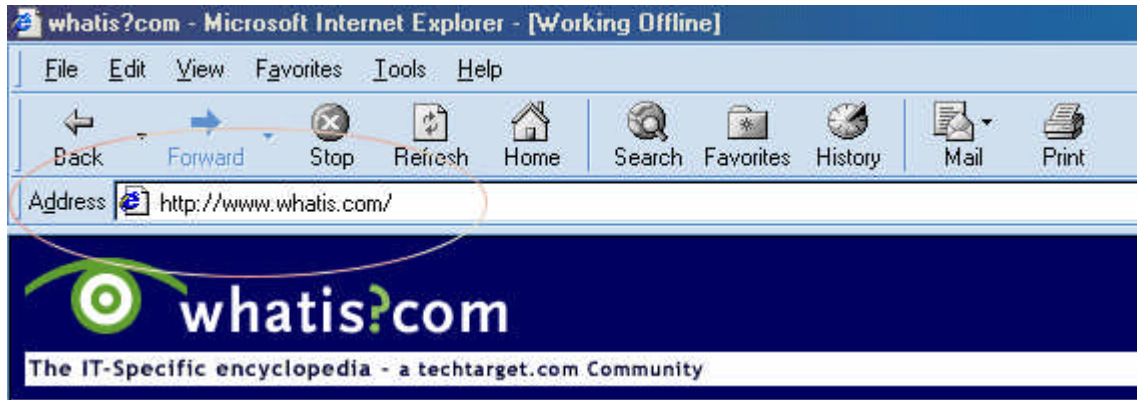 whatis?com - Microsoft Internet Explorer - [Working Offline]
File Edit View Favorites Tools Help
Back Forward Stop Refresh Home Search Favorites History Mail Print
Address http://www.whatis.com/
whatis?com
The IT-Specific encyclopedia - a techtarget.com Community